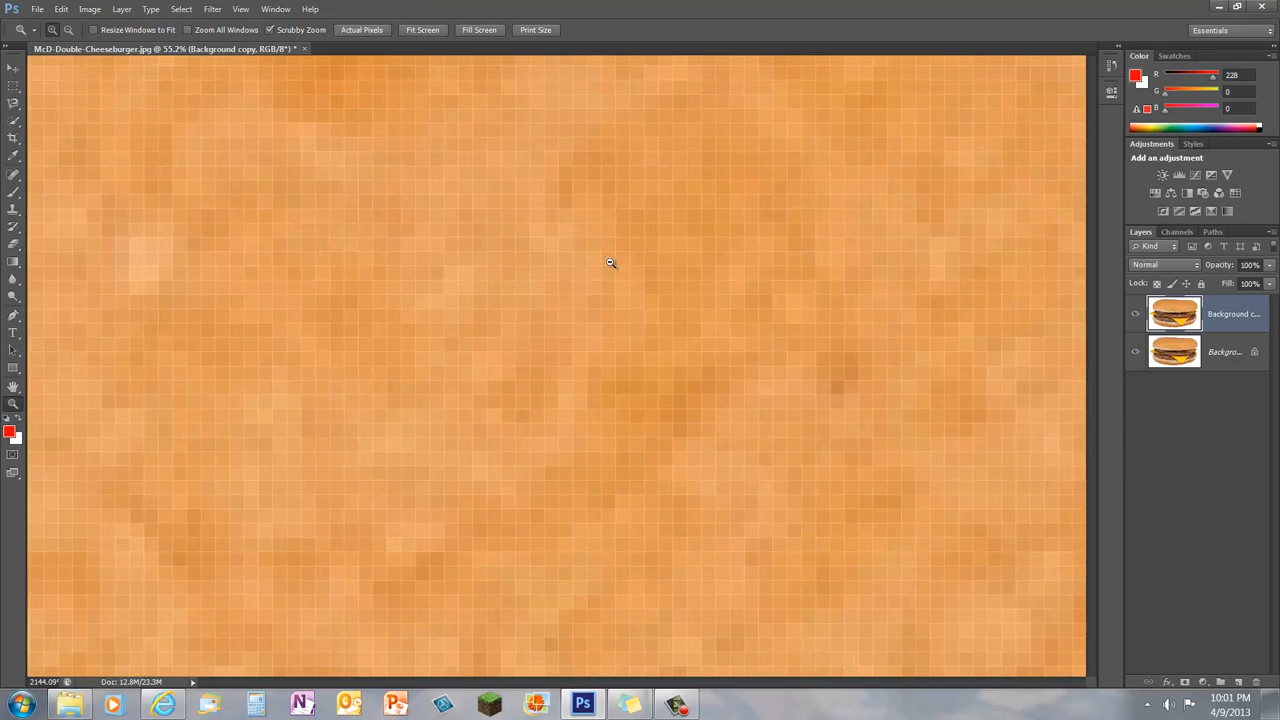 Ps File Edit Image Layer Type Select Filter View Window Help
Resize Windows to Fit Zoom All Windows Scrubby Zoom Actual Pixels Fit Screen Fill Screen Print Size Essentials
McD-Double-Cheeseburger.jpg @ 55.2% (Background copy, RGB/8*) * ×
Color Swatches
R 228
G 0
B 0
Adjustments Styles
Add an adjustment
Layers Channels Paths
Kind
Normal Opacity: 100%
Lock: Fill: 100%
Background c...
Backgro...
2144.09% Doc: 12.8M/23.3M
Ps
10:01 PM
4/9/2013